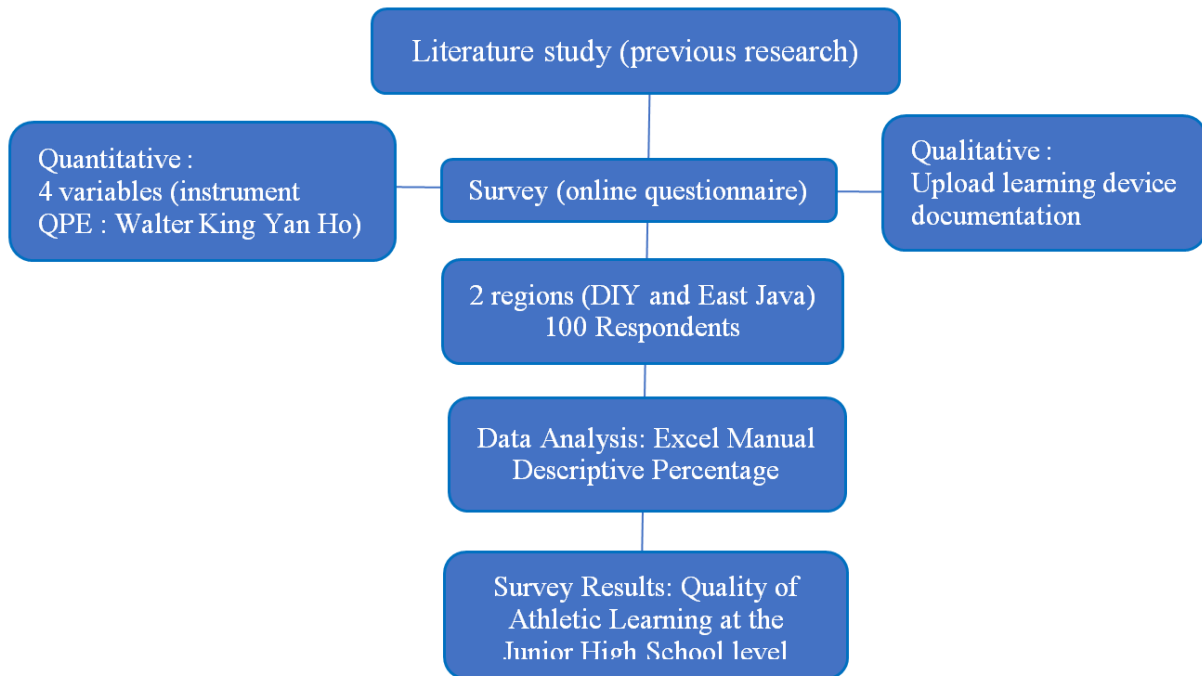 Literature study (previous research)
Quantitative :
4 variables (instrument
QPE : Walter King Yan Ho)
Survey (online questionnaire)
Qualitative :
Upload learning device
documentation
2 regions (DIY and East Java)
100 Respondents
Data Analysis: Excel Manual
Descriptive Percentage
Survey Results: Quality of
Athletic Learning at the
Junior High School level